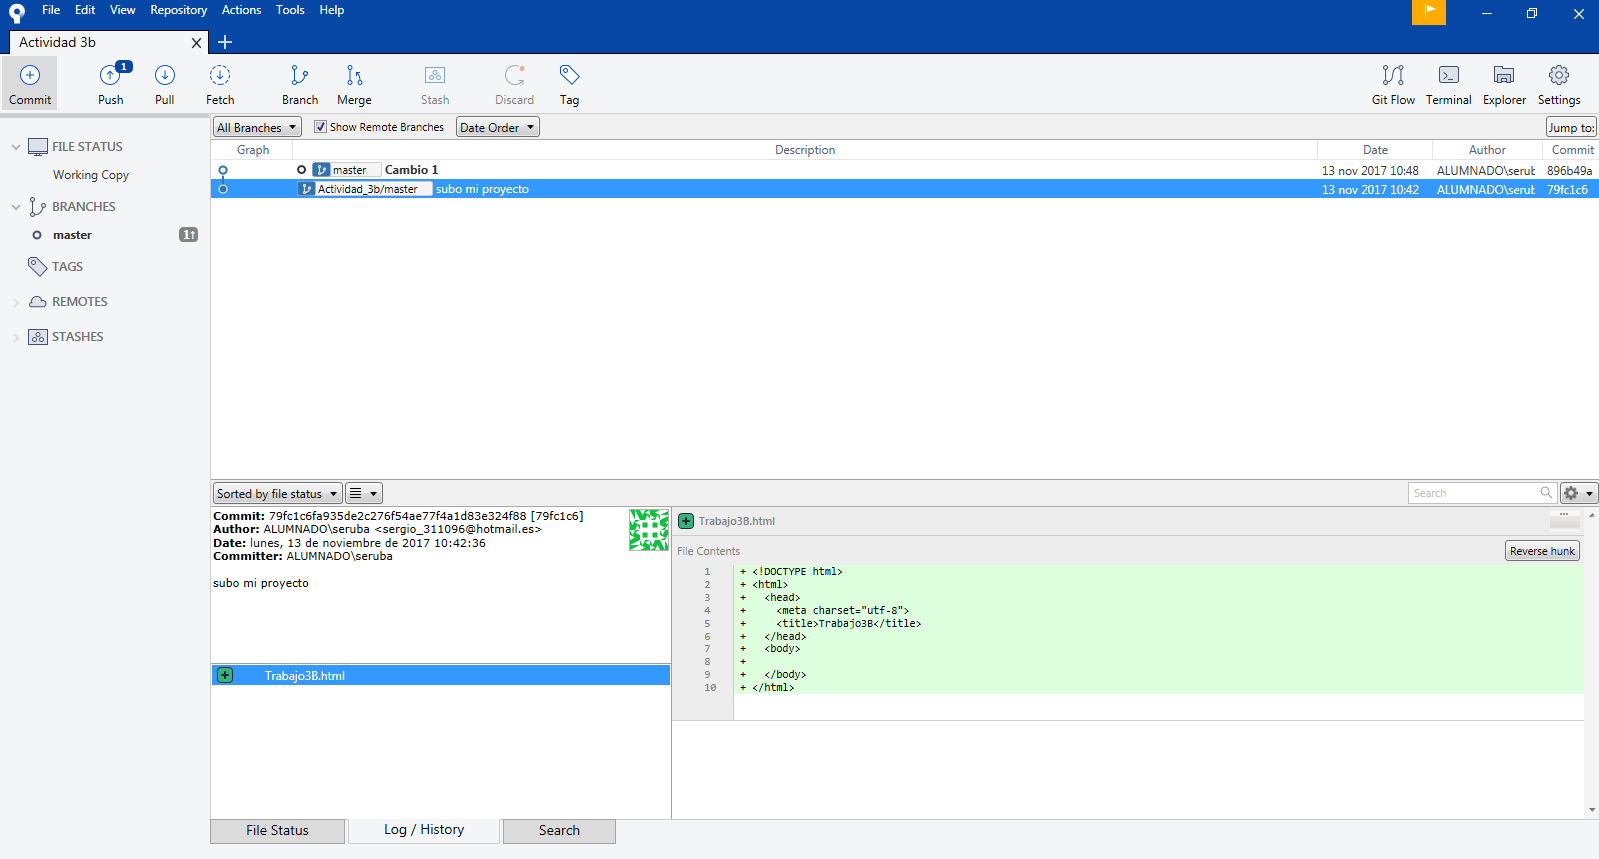 File Edit View Repository Actions Tools Help
Actividad 3b
1
Commit Push Pull Fetch Branch Merge Stash Discard Tag Git Flow Terminal Explorer Settings
All Branches Show Remote Branches Date Order Jump to:
FILE STATUS
Working Copy
BRANCHES
master 1↑
TAGS
REMOTES
STASHES
Graph Description Date Author Commit
master Cambio 1 13 nov 2017 10:48 ALUMNADO\serub 896b49a
Actividad_3b/master subo mi proyecto 13 nov 2017 10:42 ALUMNADO\serub 79fc1c6
Sorted by file status Search
Commit: 79fc1c6fa935de2c276f54ae77f4a1d83e324f88 [79fc1c6]
Author: ALUMNADO\seruba <sergio_311096@hotmail.es>
Date: lunes, 13 de noviembre de 2017 10:42:36
Committer: ALUMNADO\seruba
subo mi proyecto
Trabajo3B.html
Trabajo3B.html
File Contents Reverse hunk
1 + <!DOCTYPE html>
2 + <html>
3 + <head>
4 + <meta charset="utf-8">
5 + <title>Trabajo3B</title>
6 + </head>
7 + <body>
8 +
9 + </body>
10 + </html>
File Status Log / History Search